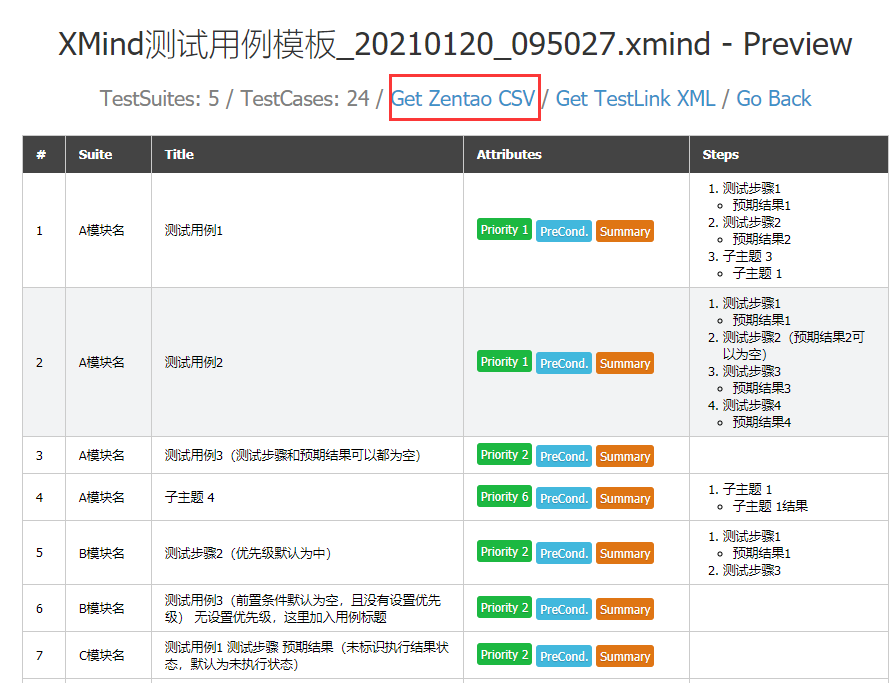 XMind测试用例模板_20210120_095027.xmind - Preview
TestSuites: 5 / TestCases: 24 / Get Zentao CSV / Get TestLink XML / Go Back
# Suite Title Attributes Steps
1 A模块名 测试用例1 Priority 1 PreCond. Summary
1. 测试步骤1
预期结果1
2. 测试步骤2
预期结果2
3. 子主题 3
子主题 1
2 A模块名 测试用例2 Priority 1 PreCond. Summary
1. 测试步骤1
预期结果1
2. 测试步骤2（预期结果2可
以为空）
3. 测试步骤3
预期结果3
4. 测试步骤4
预期结果4
3 A模块名 测试用例3（测试步骤和预期结果可以都为空） Priority 2 PreCond. Summary
4 A模块名 子主题 4 Priority 6 PreCond. Summary
1. 子主题 1
子主题 1结果
5 B模块名 测试步骤2（优先级默认为中） Priority 2 PreCond. Summary
1. 测试步骤1
预期结果1
2. 测试步骤3
6 B模块名 测试用例3（前置条件默认为空，且没有设置优先
级） 无设置优先级，这里加入用例标题 Priority 2 PreCond. Summary
7 C模块名 测试用例1 测试步骤 预期结果（未标识执行结果状
态，默认为未执行状态） Priority 2 PreCond. Summary